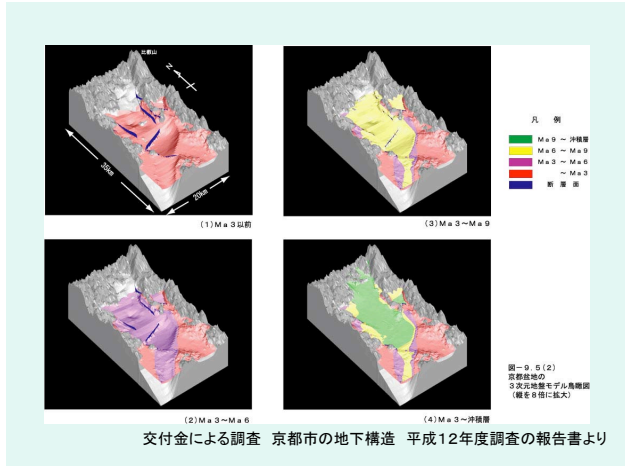 比叡山
N
35km
20km
(1)Ma3以前
(3)Ma3～Ma9
凡 例
Ma9 ～ 沖積層
Ma6 ～ Ma9
Ma3 ～ Ma6
～ Ma3
断 層 面
(2)Ma3～Ma6
(4)Ma3～沖積層
図－9.5(2)
京都盆地の
3次元地盤モデル鳥瞰図
(縦を8倍に拡大)
交付金による調査 京都市の地下構造 平成12年度調査の報告書より